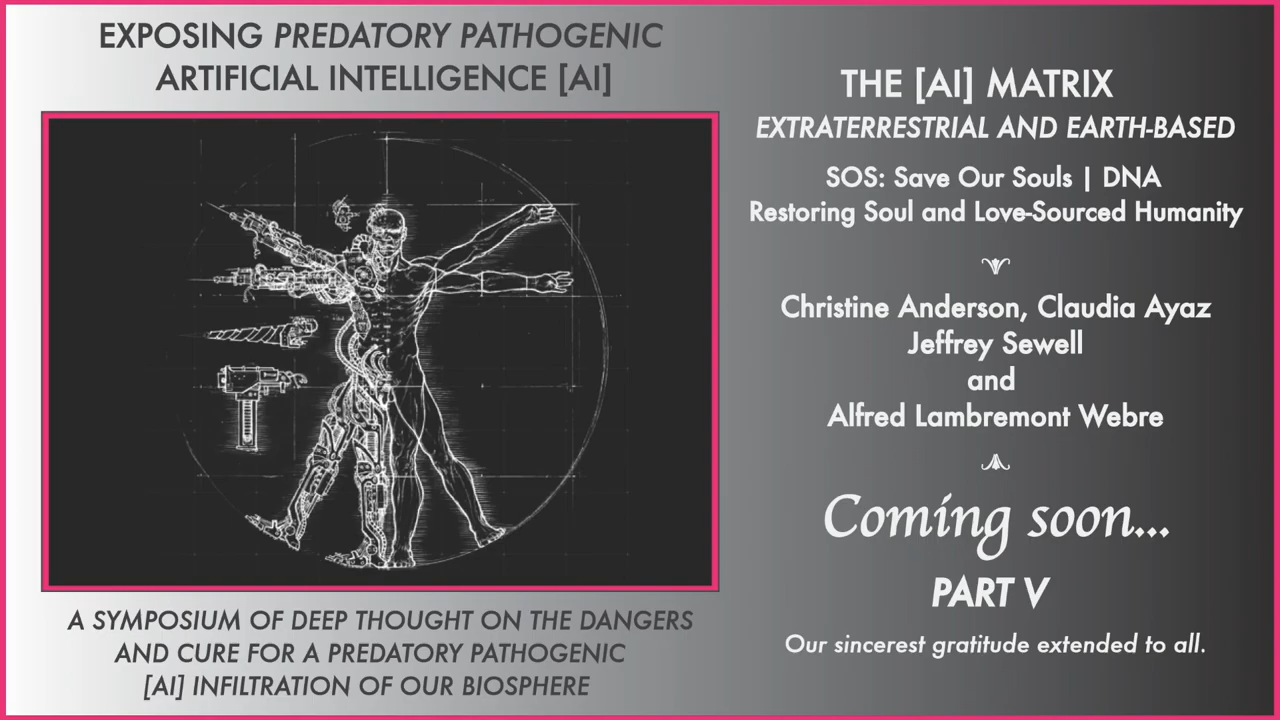 EXPOSING PREDATORY PATHOGENIC
ARTIFICIAL INTELLIGENCE [AI]
A SYMPOSIUM OF DEEP THOUGHT ON THE DANGERS
AND CURE FOR A PREDATORY PATHOGENIC
[AI] INFILTRATION OF OUR BIOSPHERE
THE [AI] MATRIX
EXTRATERRESTRIAL AND EARTH-BASED
SOS: Save Our Souls | DNA
Restoring Soul and Love-Sourced Humanity
Christine Anderson, Claudia Ayaz
Jeffrey Sewell
and
Alfred Lambremont Webre
Coming soon...
PART V
Our sincerest gratitude extended to all.